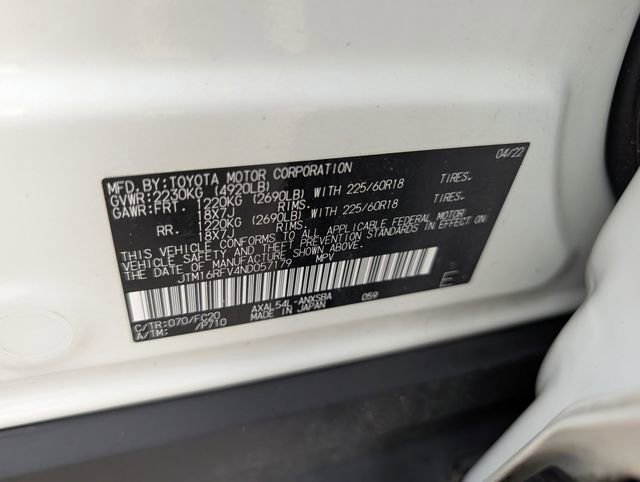 MFD. BY: TOYOTA MOTOR CORPORATION 04/22
GVWR: 2230KG (4920LB)
GAWR: FRT. 1220KG (2690LB) WITH 225/60R18 TIRES.
18X7J RIMS.
RR. 1220KG (2690LB) WITH 225/60R18 TIRES.
18X7J RIMS.
THIS VEHICLE CONFORMS TO ALL APPLICABLE FEDERAL MOTOR
VEHICLE SAFETY AND THEFT PREVENTION STANDARDS IN EFFECT ON
THE DATE OF MANUFACTURE SHOWN ABOVE.
JTM16RFV4ND057179 MPV
C/TR: 070/FC20 AXAL54L-ANXSBA 059
A/TM: /P710 MADE IN JAPAN
E